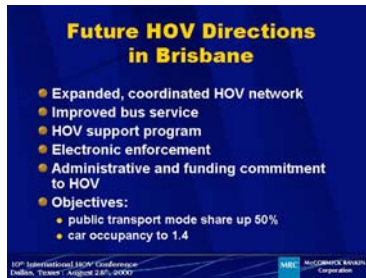 Future HOV Directions
in Brisbane
Expanded, coordinated HOV network
Improved bus service
HOV support program
Electronic enforcement
Administrative and funding commitment
to HOV
Objectives:
public transport mode share up 50%
car occupancy to 1.4
10th International HOV Conference
Dallas, Texas : August 28th, 2000
MRC
McCORMICK RANKIN
Corporation